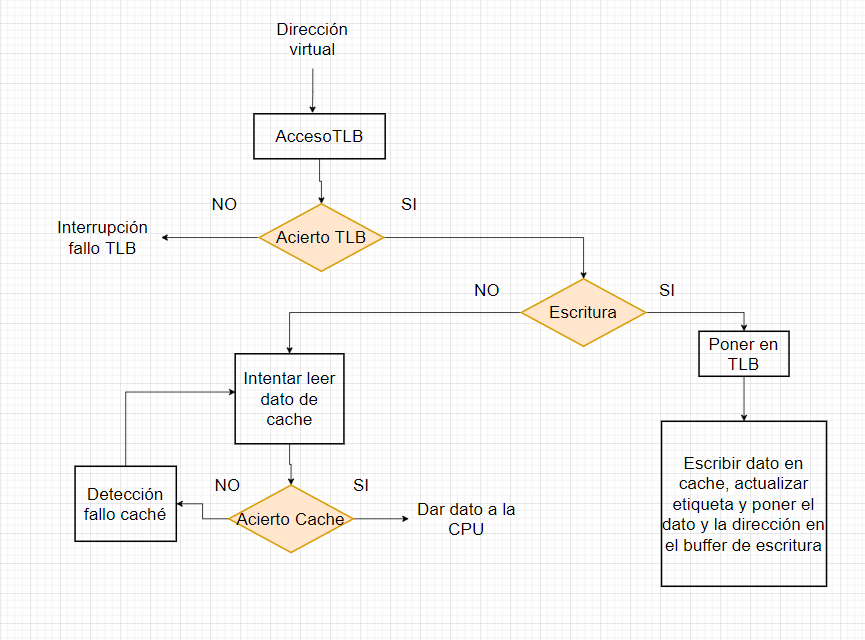 Dirección
virtual
AccesoTLB
NO
SI
Interrupción
fallo TLB
Acierto TLB
NO
SI
Escritura
Poner en
TLB
Intentar leer
dato de
cache
Escribir dato en
cache, actualizar
etiqueta y poner el
dato y la dirección en
el buffer de escritura
NO
SI
Detección
fallo caché
Acierto Cache
Dar dato a la
CPU